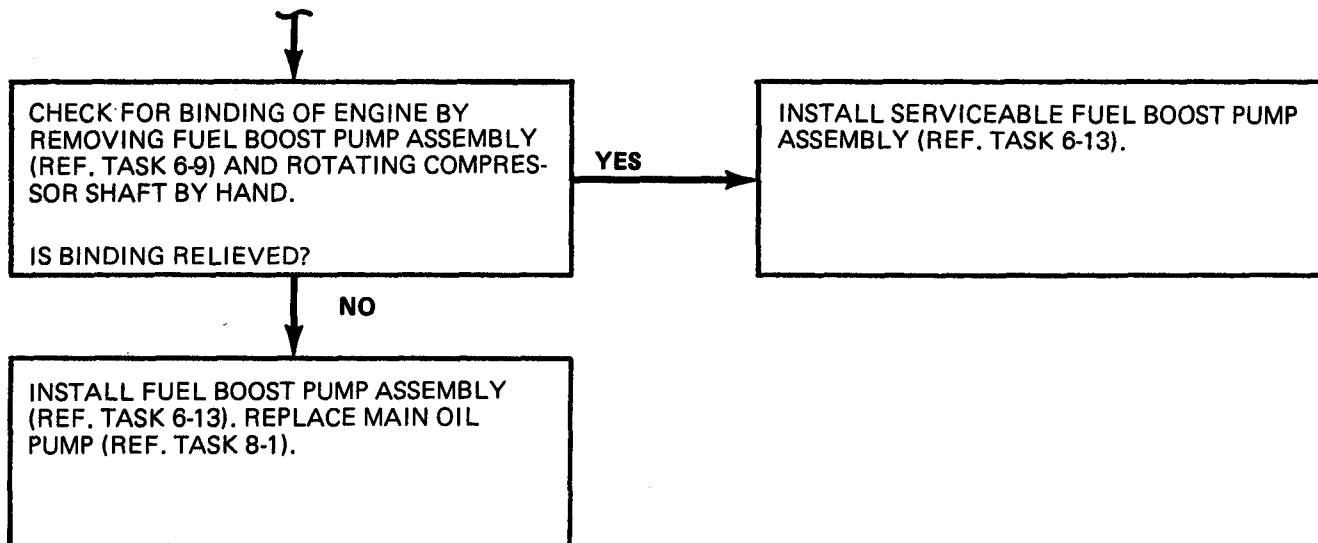 CHECK FOR BINDING OF ENGINE BY
REMOVING FUEL BOOST PUMP ASSEMBLY
(REF. TASK 6-9) AND ROTATING COMPRES-
SOR SHAFT BY HAND.
IS BINDING RELIEVED?
YES
INSTALL SERVICEABLE FUEL BOOST PUMP
ASSEMBLY (REF. TASK 6-13).
NO
INSTALL FUEL BOOST PUMP ASSEMBLY
(REF. TASK 6-13). REPLACE MAIN OIL
PUMP (REF. TASK 8-1).